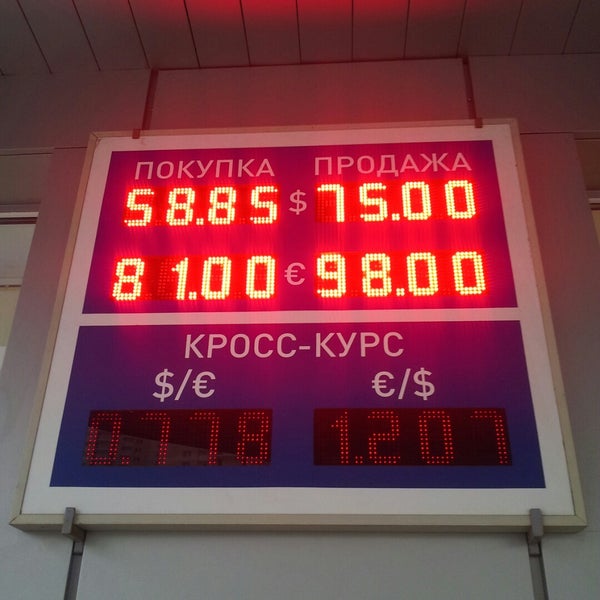 ПОКУПКА ПРОДАЖА
58.85 $ 75.00
81.00 € 98.00
КРОСС-КУРС
$/€ €/$
0.778 1.207